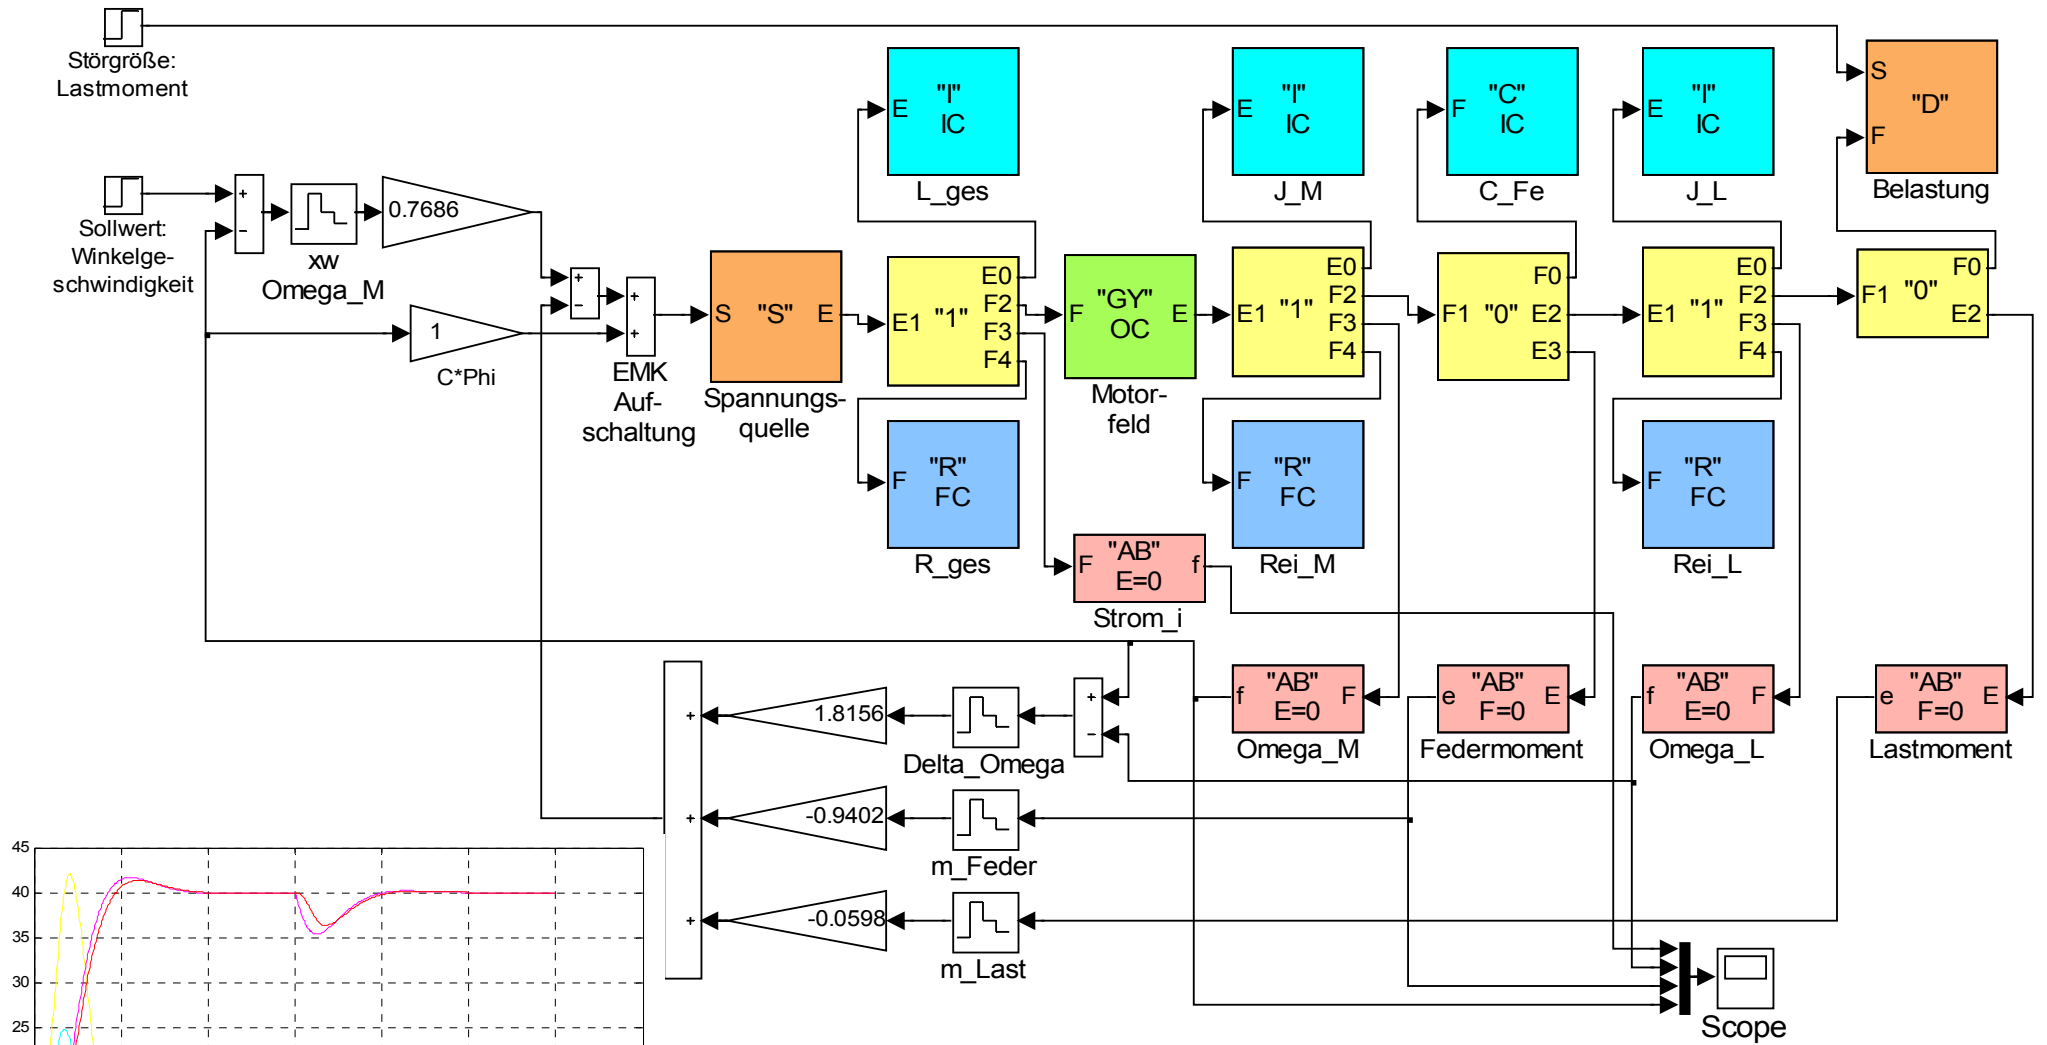 Störgröße:
Lastmoment
S
"D"
F
Belastung
E
"I"
IC
L_ges
E
"I"
IC
J_M
F
"C"
IC
C_Fe
E
"I"
IC
J_L
+
−
Sollwert:
Winkelge-
schwindigkeit
xw
Omega_M
0.7686
1
C*Phi
+
−
+
+
EMK
Auf-
schaltung
S "S" E
Spannungs-
quelle
E0
F2
E1 "1"
F3
F4
"GY"
F E
OC
Motor-
feld
E0
F2
E1 "1"
F3
F4
F0
F1 "0" E2
E3
E0
F2
E1 "1"
F3
F4
F0
F1 "0"
E2
"R"
F
FC
R_ges
"R"
F
FC
Rei_M
"R"
F
FC
Rei_L
"AB"
F f
E=0
Strom_i
"AB"
f F
E=0
Omega_M
"AB"
e E
F=0
Federmoment
"AB"
f F
E=0
Omega_L
"AB"
e E
F=0
Lastmoment
+
−
+
+
+
1.8156
Delta_Omega
-0.9402
m_Feder
-0.0598
m_Last
Scope
45
40
35
30
25